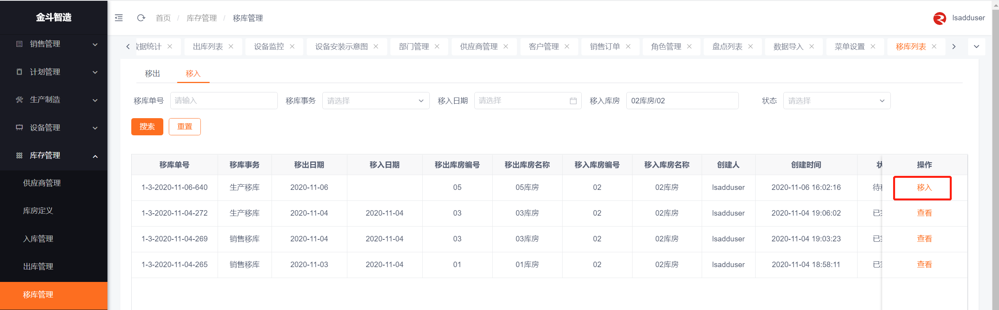 金斗智造
首页 / 库存管理 / 移库管理
lsadduser
销售管理
计划管理
生产制造
设备管理
库存管理
供应商管理
库房定义
入库管理
出库管理
移库管理
据统计 出库列表 设备监控 设备安装示意图 部门管理 供应商管理 客户管理 销售订单 角色管理 盘点列表 数据导入 菜单设置 移库列表
移出 移入
移库单号 请输入 移库事务 请选择 移入日期 请选择 移入库房 02库房/02 状态 请选择
搜索 重置
移库单号 移库事务 移出日期 移入日期 移出库房编号 移出库房名称 移入库房编号 移入库房名称 创建人 创建时间 操作
1-3-2020-11-06-640 生产移库 2020-11-06 05 05库房 02 02库房 lsadduser 2020-11-06 16:02:16 待 移入
1-3-2020-11-04-272 生产移库 2020-11-04 2020-11-04 03 03库房 02 02库房 lsadduser 2020-11-04 19:06:02 已 查看
1-3-2020-11-04-269 销售移库 2020-11-04 2020-11-04 03 03库房 02 02库房 lsadduser 2020-11-04 19:03:23 已 查看
1-3-2020-11-04-265 销售移库 2020-11-03 2020-11-04 01 01库房 02 02库房 lsadduser 2020-11-04 18:58:11 已 查看